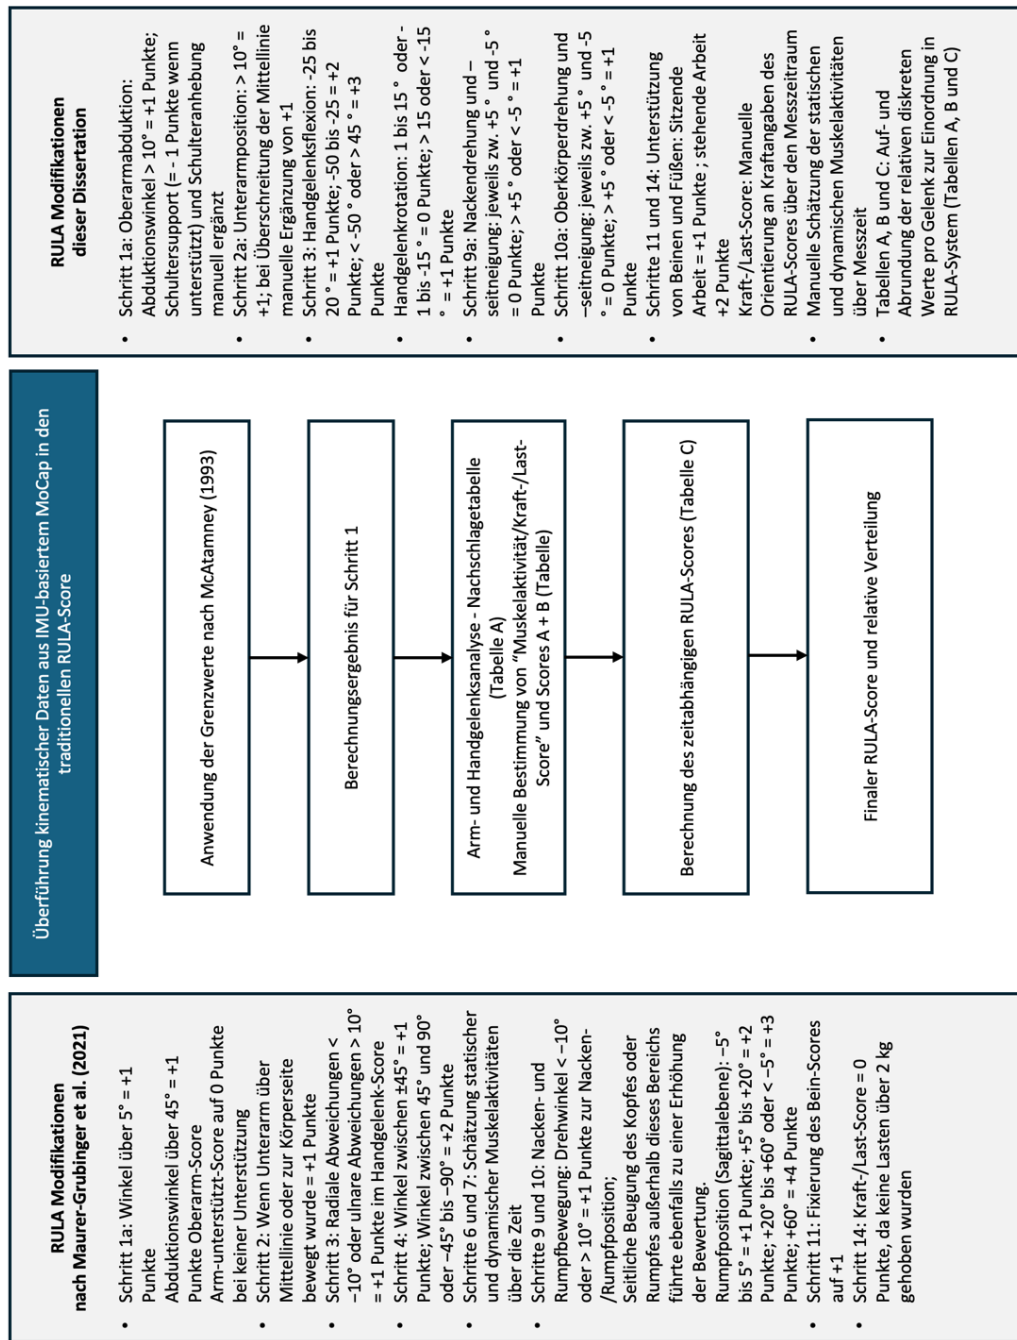 RULA Modifikationen
nach Maurer-Grubinger et al. (2021)
• Schritt 1a: Winkel über 5° = +1
Punkte
Abduktionswinkel über 45° = +1
Punkte Oberarm-Score
Arm-unterstützt-Score auf 0 Punkte
bei keiner Unterstützung
• Schritt 2: Wenn Unterarm über
Mittellinie oder zur Körperseite
bewegt wurde = +1 Punkte
• Schritt 3: Radiale Abweichungen <
−10° oder ulnare Abweichungen > 10°
= +1 Punkte im Handgelenk-Score
• Schritt 4: Winkel zwischen ±45° = +1
Punkte; Winkel zwischen 45° und 90°
oder −45° bis −90° = +2 Punkte
• Schritte 6 und 7: Schätzung statischer
und dynamischer Muskelaktivitäten
über die Zeit
• Schritte 9 und 10: Nacken- und
Rumpfbewegung: Drehwinkel < −10°
oder > 10° = +1 Punkte zur Nacken-
/Rumpfposition;
Seitliche Beugung des Kopfes oder
Rumpfes außerhalb dieses Bereichs
führte ebenfalls zu einer Erhöhung
der Bewertung.
Rumpfposition (Sagittalebene): −5°
bis 5° = +1 Punkte; +5° bis +20° = +2
Punkte; +20° bis +60° oder < −5° = +3
Punkte; +60° = +4 Punkte
• Schritt 11: Fixierung des Bein-Scores
auf +1
• Schritt 14: Kraft-/Last-Score = 0
Punkte, da keine Lasten über 2 kg
gehoben wurden
Überführung kinematischer Daten aus IMU-basiertem MoCap in den
traditionellen RULA-Score
Anwendung der Grenzwerte nach McAtamney (1993)
Berechnungsergebnis für Schritt 1
Arm- und Handgelenksanalyse - Nachschlagetabelle
(Tabelle A)
Manuelle Bestimmung von "Muskelaktivität/Kraft-/Last-
Score" und Scores A + B (Tabelle)
Berechnung des zeitabhängigen RULA-Scores (Tabelle C)
Finaler RULA-Score und relative Verteilung
RULA Modifikationen
dieser Dissertation
• Schritt 1a: Oberarmabduktion:
Abduktionswinkel > 10° = +1 Punkte;
Schultersupport (= - 1 Punkte wenn
unterstützt) und Schulteranhebung
manuell ergänzt
• Schritt 2a: Unterarmposition: > 10° =
+1; bei Überschreitung der Mittellinie
manuelle Ergänzung von +1
• Schritt 3: Handgelenksflexion: -25 bis
20 ° = +1 Punkte; -50 bis -25 = +2
Punkte; < -50 ° oder > 45 ° = +3
Punkte
• Handgelenkrotation: 1 bis 15 ° oder -
1 bis -15 ° = 0 Punkte; > 15 oder < -15
° = +1 Punkte
• Schritt 9a: Nackendrehung und –
seitneigung: jeweils zw. +5 ° und -5 °
= 0 Punkte; > +5 ° oder < -5 ° = +1
Punkte
• Schritt 10a: Oberkörperdrehung und
–seitneigung: jeweils zw. +5 ° und -5
° = 0 Punkte; > +5 ° oder < -5 ° = +1
Punkte
• Schritte 11 und 14: Unterstützung
von Beinen und Füßen: Sitzende
Arbeit = +1 Punkte ; stehende Arbeit
+2 Punkte
Kraft-/Last-Score: Manuelle
Orientierung an Kraftangaben des
RULA-Scores über den Messzeitraum
• Manuelle Schätzung der statischen
und dynamischen Muskelaktivitäten
über Messzeit
• Tabellen A, B und C: Auf- und
Abrundung der relativen diskreten
Werte pro Gelenk zur Einordnung in
RULA-System (Tabellen A, B und C)